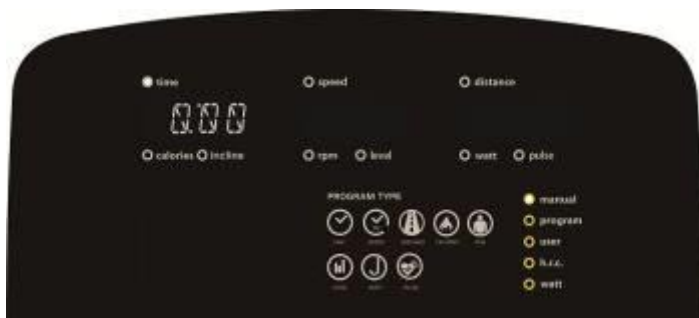 time speed distance
0:00
calories incline rpm level watt pulse
PROGRAM TYPE
manual
program
user
h.r.c.
watt